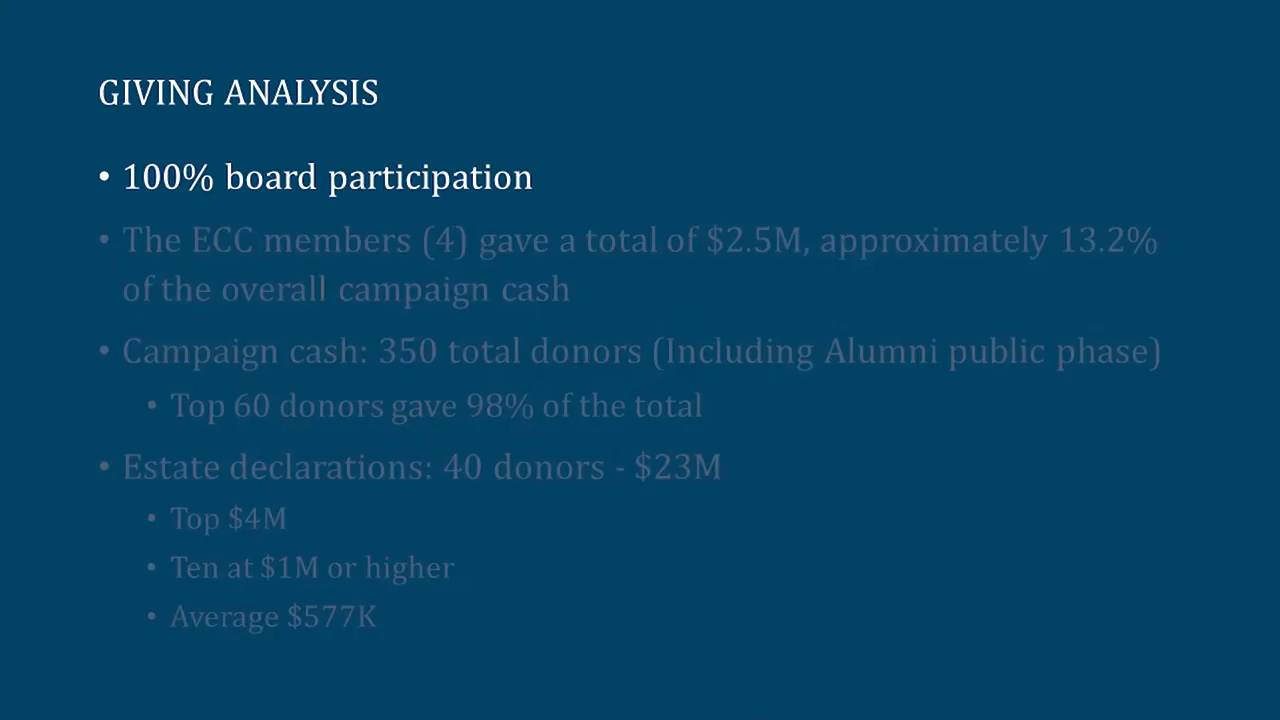 GIVING ANALYSIS
• 100% board participation
• The ECC members (4) gave a total of $2.5M, approximately 13.2%
of the overall campaign cash
• Campaign cash: 350 total donors (Including Alumni public phase)
• Top 60 donors gave 98% of the total
• Estate declarations: 40 donors - $23M
• Top $4M
• Ten at $1M or higher
• Average $577K